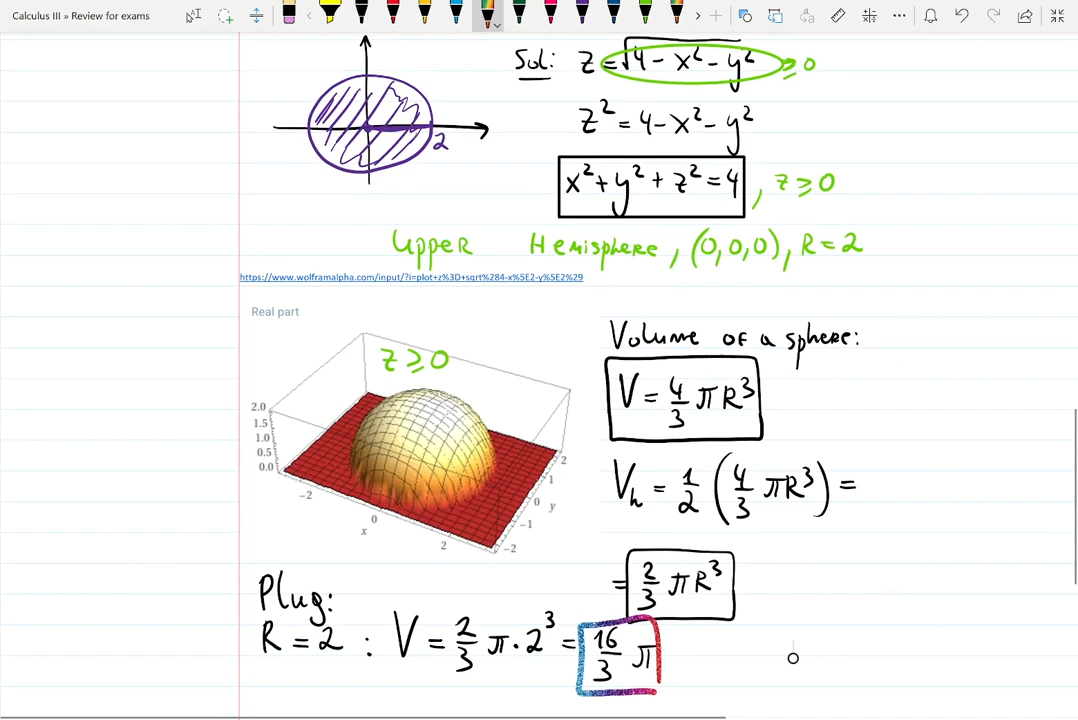 Calculus III » Review for exams
Sol: z = √4 - x² - y² ≥ 0
2
z² = 4 - x² - y²
x² + y² + z² = 4 , z ≥ 0
Upper Hemisphere, (0,0,0), R = 2
https://www.wolframalpha.com/input/?i=plot+z%3D+sqrt%284-x%5E2-y%5E2%29
Real part
z ≥ 0
2.0
1.5
1.0
0.5
0.0
-2
0
2
x
2
1
0
-1
-2
y
Volume of a sphere:
V = 4/3 π R³
Vh = 1/2 (4/3 π R³) =
= 2/3 π R³
Plug:
R = 2 : V = 2/3 π · 2³ = 16/3 π